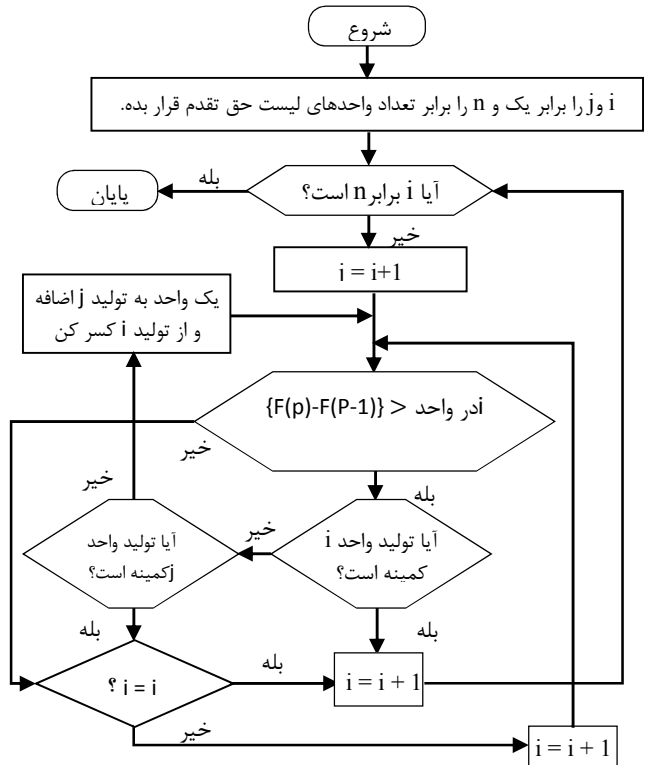 شروع
i وj را برابر یک و n را برابر تعداد واحدهای لیست حق تقدم قرار بده.
آیا i برابر n است؟
بله
پایان
خیر
i = i+1
یک واحد به تولید j اضافه
و از تولید i کسر کن
{F(p)-F(P-1)} > در واحد i
خیر
بله
خیر
آیا تولید واحد i
کمینه است؟
خیر
آیا تولید واحد
j کمینه است؟
بله
بله
i = i ؟
بله
i = i + 1
خیر
i = i + 1